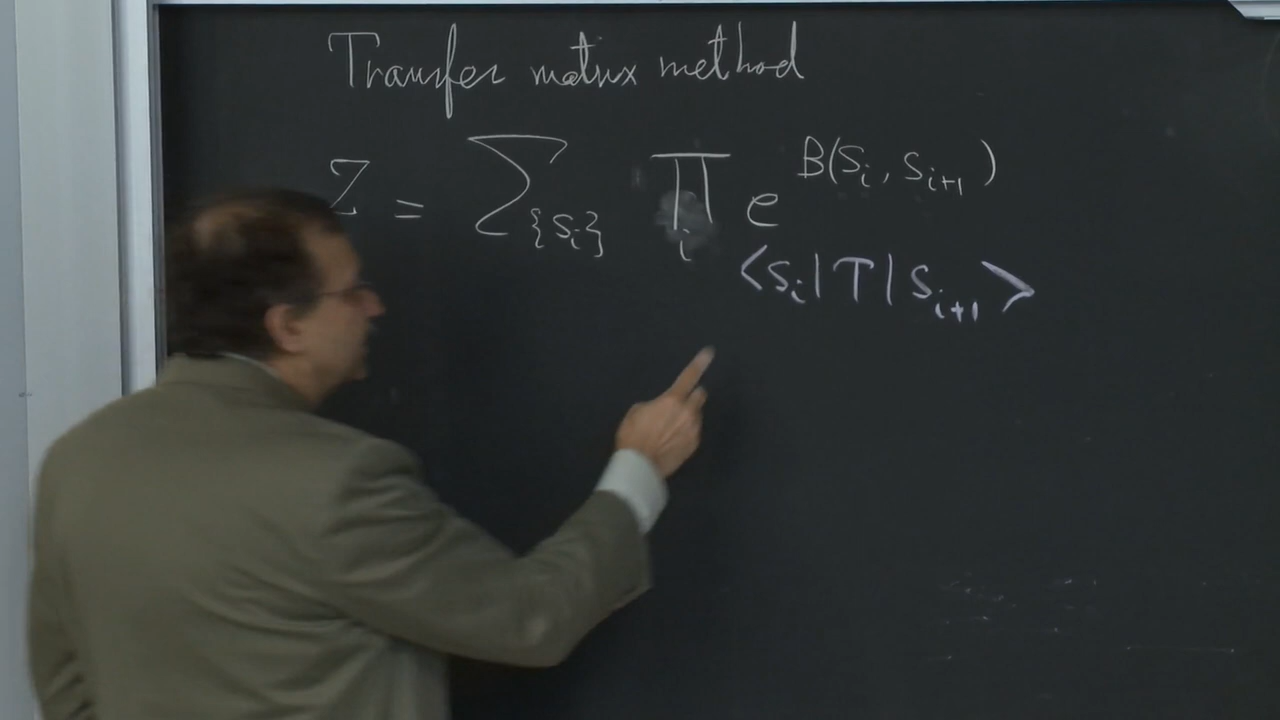 Transfer matrix method
Z = ∑_{{s_i}} ∏_i e^{B(s_i, s_{i+1})}
<s_i|T|s_{i+1}>